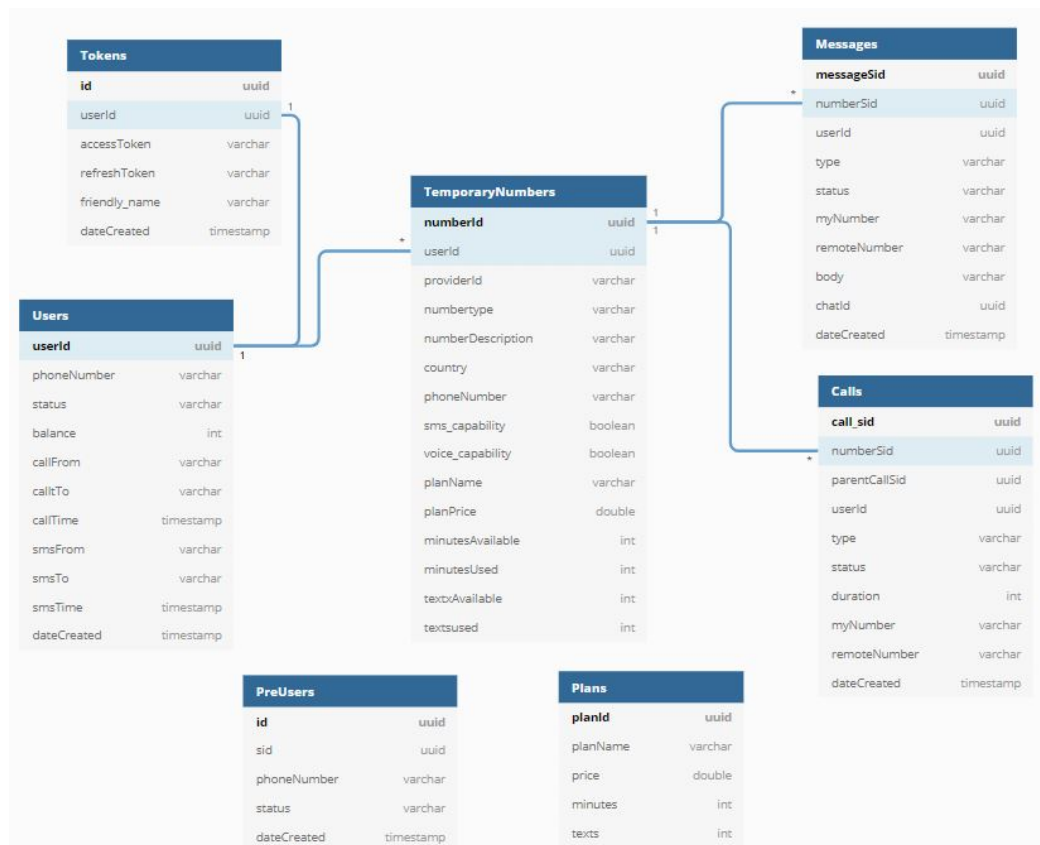 Tokens
id uuid
userId uuid
accessToken varchar
refreshToken varchar
friendly_name varchar
dateCreated timestamp
1
Users
userId uuid
phoneNumber varchar
status varchar
balance int
callFrom varchar
calltTo varchar
callTime timestamp
smsFrom varchar
smsTo varchar
smsTime timestamp
dateCreated timestamp
1
*
TemporaryNumbers
numberId uuid
userId uuid
providerId varchar
numbertype varchar
numberDescription varchar
country varchar
phoneNumber varchar
sms_capability boolean
voice_capability boolean
planName varchar
planPrice double
minutesAvailable int
minutesUsed int
textxAvailable int
textsused int
1
1
*
Messages
messageSid uuid
numberSid uuid
userId uuid
type varchar
status varchar
myNumber varchar
remoteNumber varchar
body varchar
chatId uuid
dateCreated timestamp
*
Calls
call_sid uuid
numberSid uuid
parentCallSid uuid
userId uuid
type varchar
status varchar
duration int
myNumber varchar
remoteNumber varchar
dateCreated timestamp
PreUsers
id uuid
sid uuid
phoneNumber varchar
status varchar
dateCreated timestamp
Plans
planId uuid
planName varchar
price double
minutes int
texts int